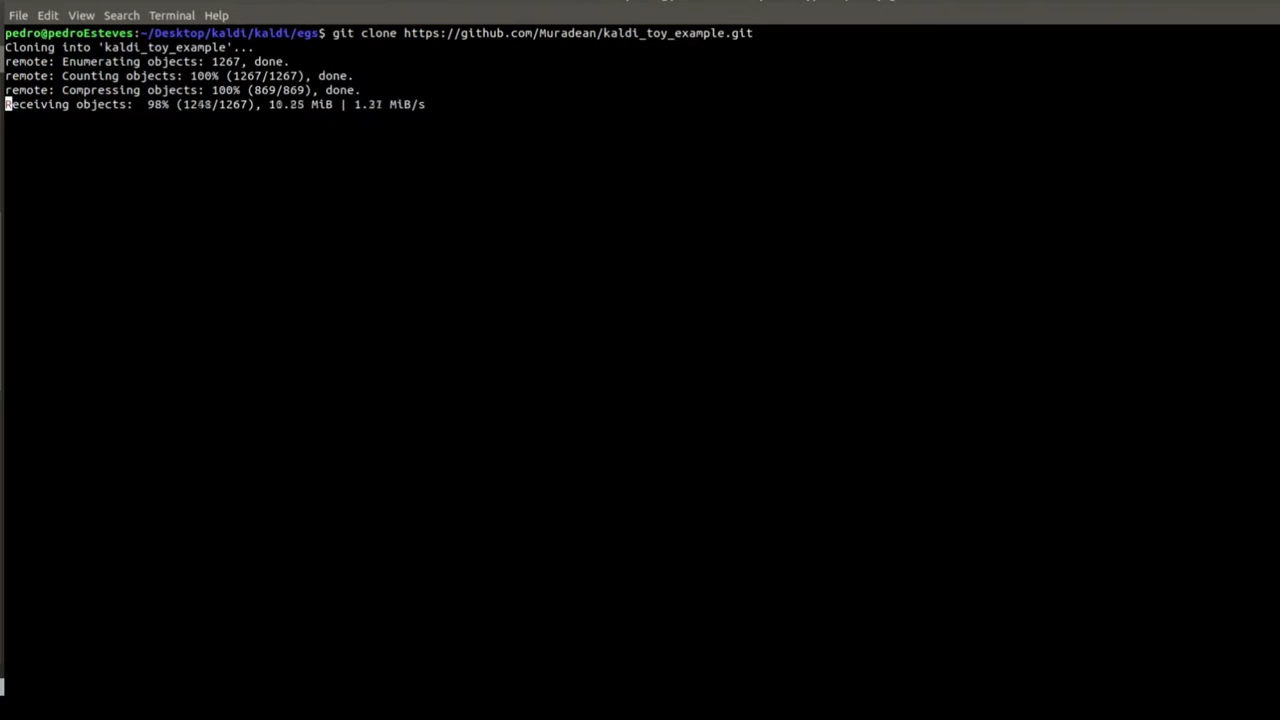 File Edit View Search Terminal Help
pedro@pedroEsteves:~/Desktop/kaldi/kaldi/egs$ git clone https://github.com/Muradean/kaldi_toy_example.git
Cloning into 'kaldi_toy_example'...
remote: Enumerating objects: 1267, done.
remote: Counting objects: 100% (1267/1267), done.
remote: Compressing objects: 100% (869/869), done.
Receiving objects: 98% (1243/1267), 10.25 MiB | 1.37 MiB/s